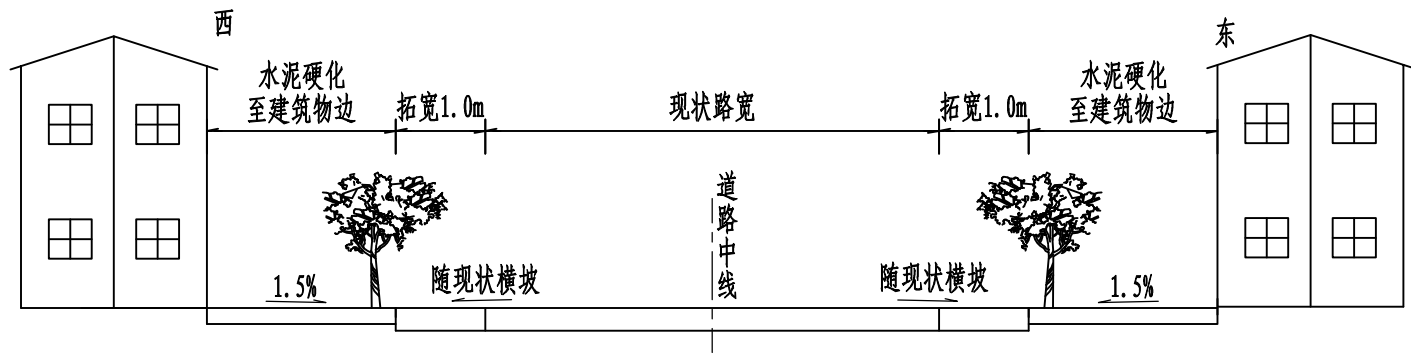 西
东
水泥硬化
至建筑物边
拓宽1.0m
现状路宽
拓宽1.0m
水泥硬化
至建筑物边
道路中线
1.5%
随现状横坡
随现状横坡
1.5%